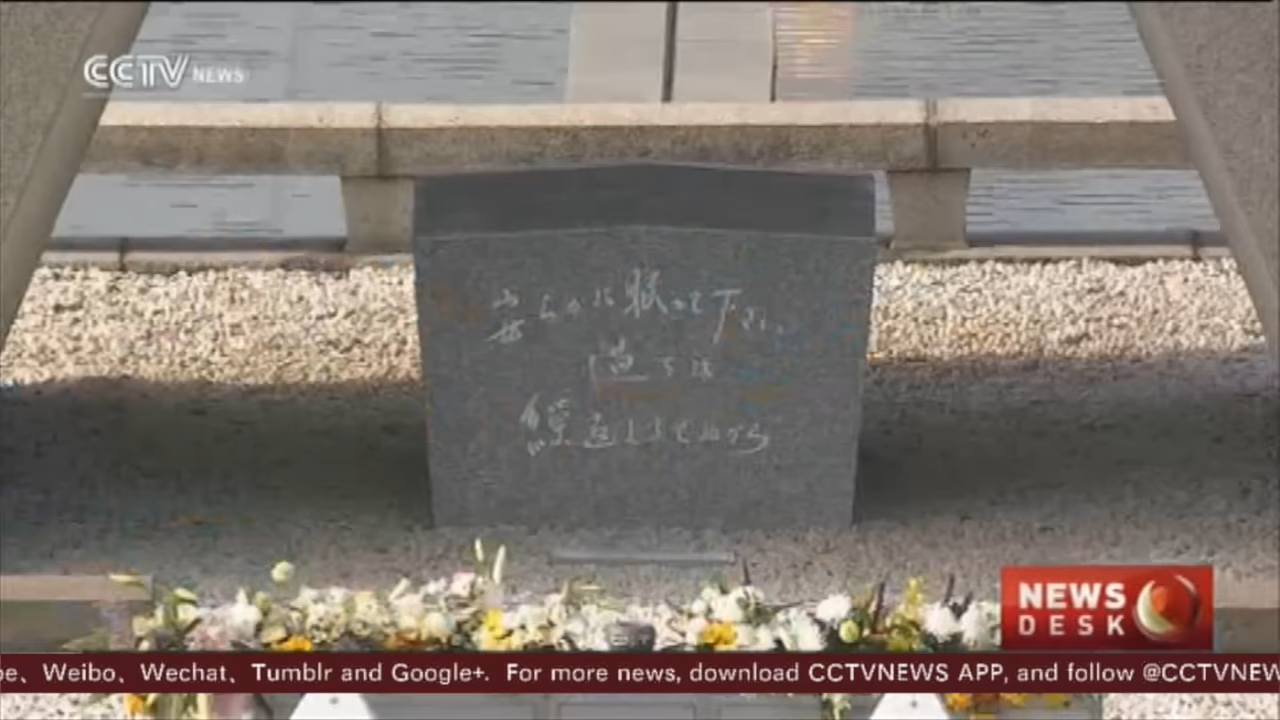 CCTV NEWS
安らかに眠って下さい
過ちは
繰返しませぬから
NEWS
DESK
be、Weibo、Wechat、Tumblr and Google+. For more news, download CCTVNEWS APP, and follow @CCTVNEW